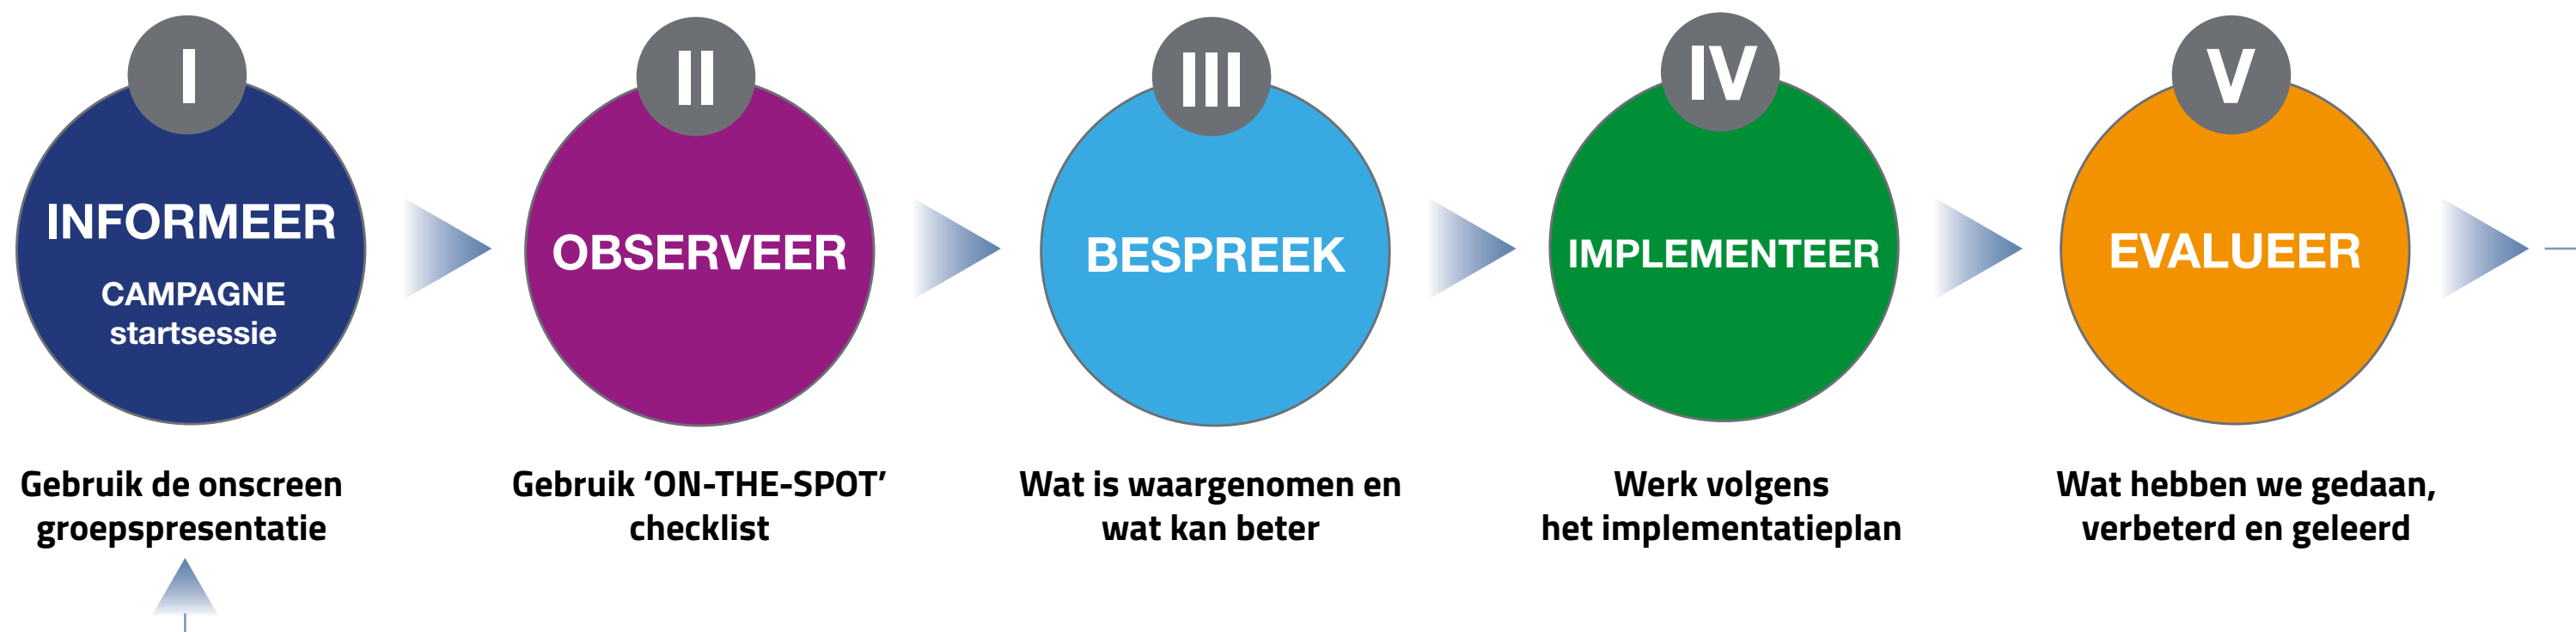 I
INFORMEER
CAMPAGNE
startsessie
Gebruik de onscreen
groepspresentatie
II
OBSERVEER
Gebruik ‘ON-THE-SPOT’
checklist
III
BESPREEK
Wat is waargenomen en
wat kan beter
IV
IMPLEMENTEER
Werk volgens
het implementatieplan
V
EVALUEER
Wat hebben we gedaan,
verbeterd en geleerd